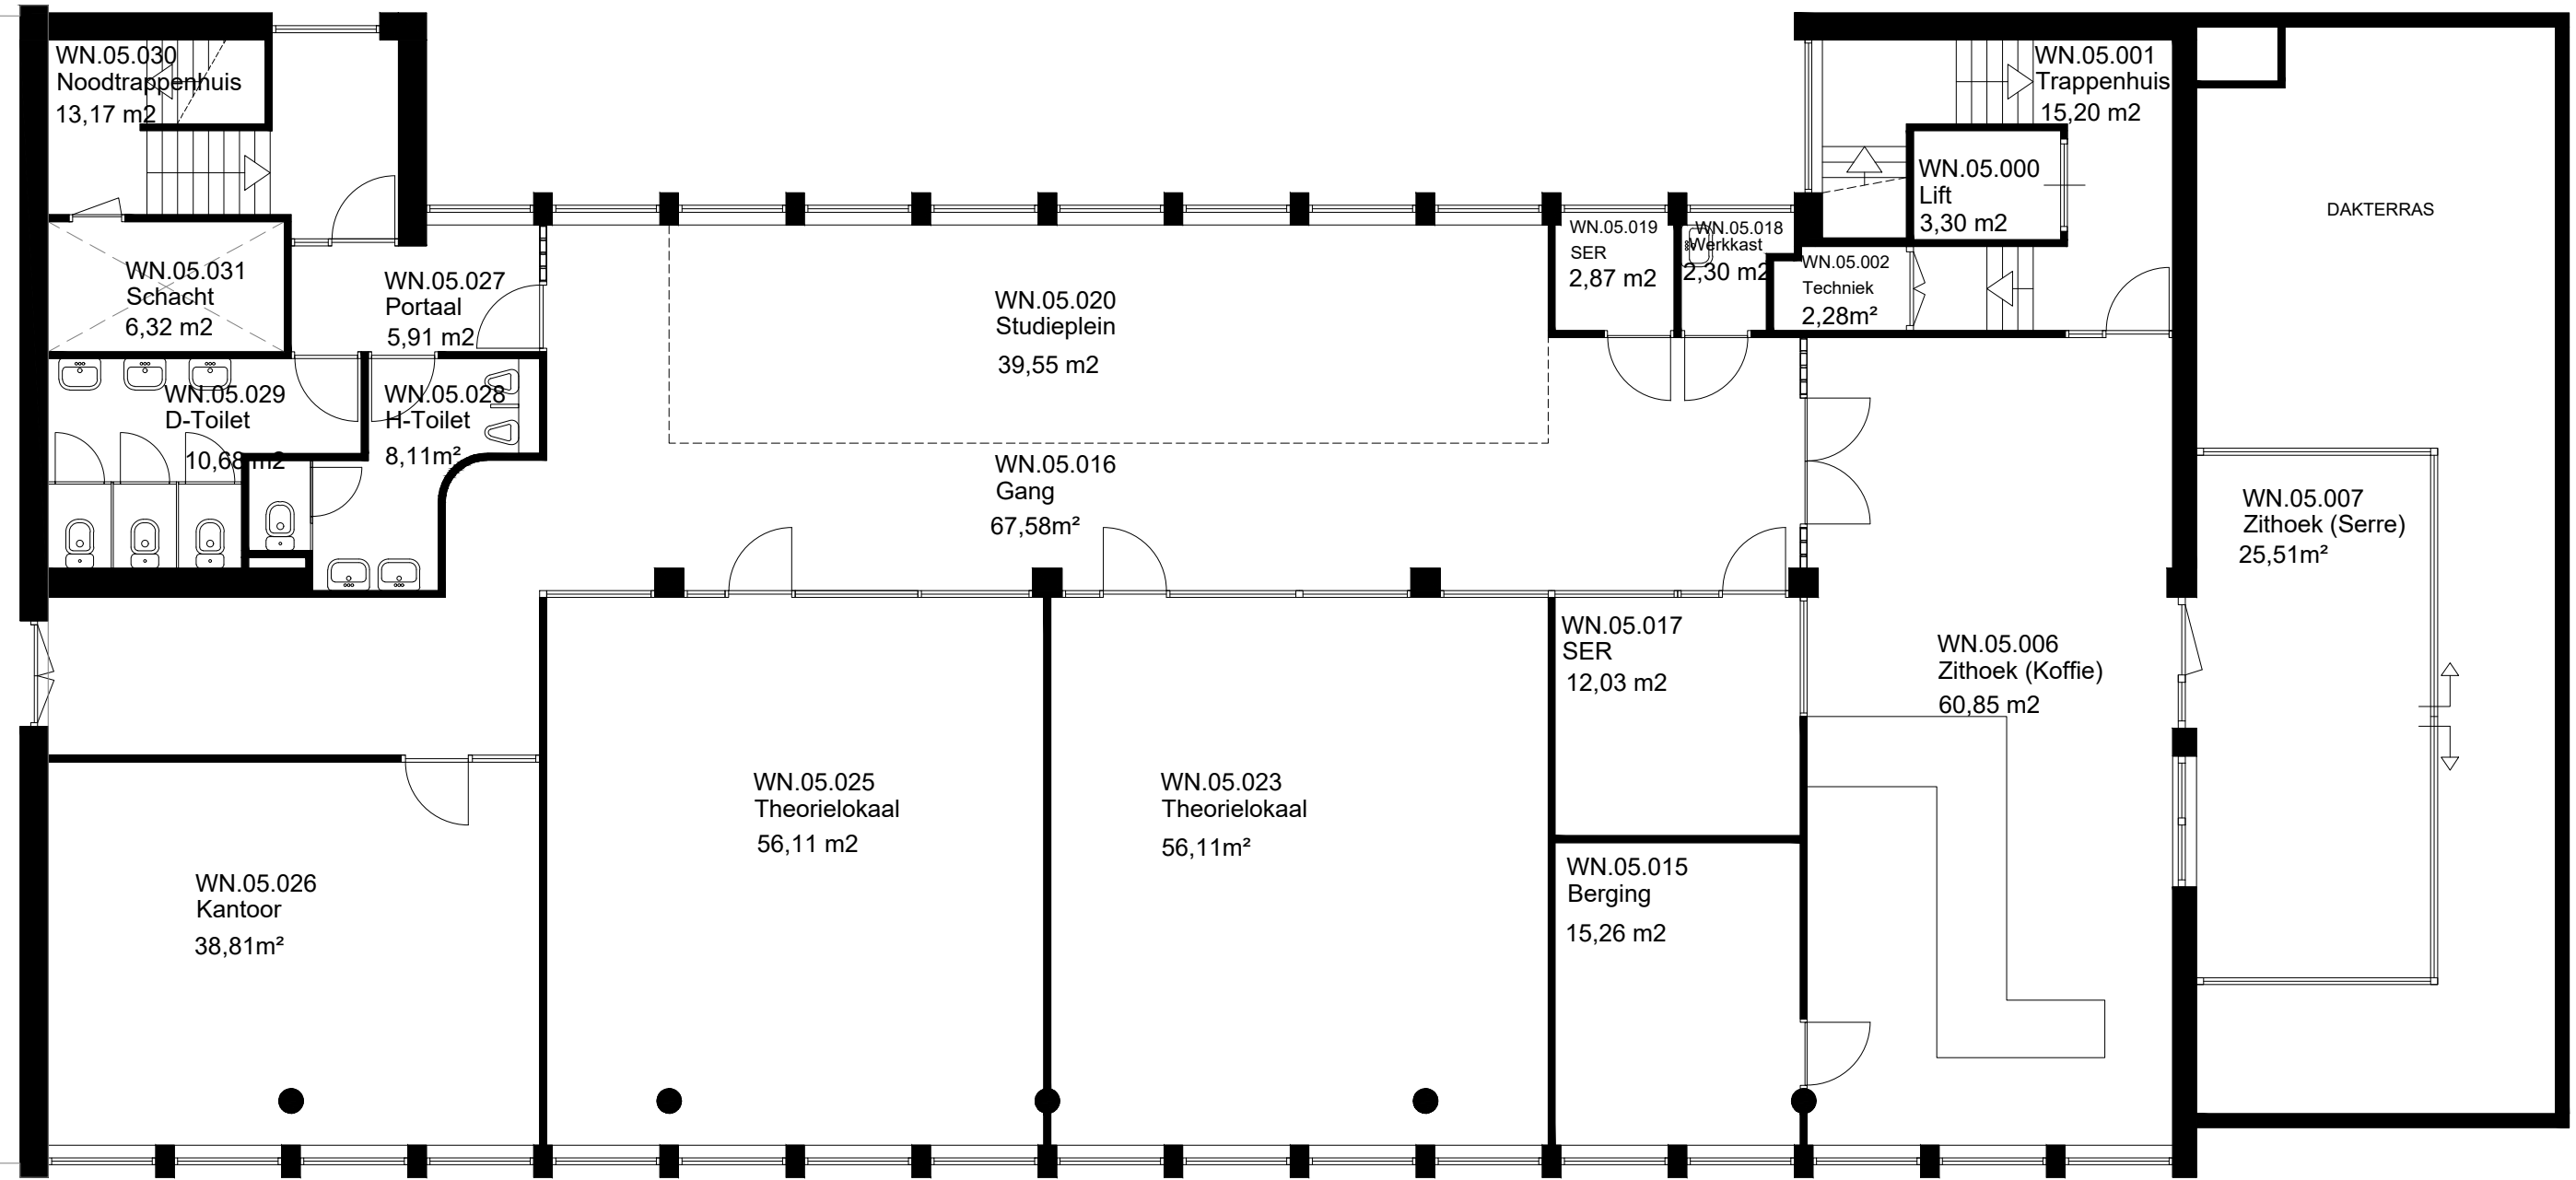 WN.05.030
Noodtrappenhuis
13,17 m2
WN.05.001
Trappenhuis
15,20 m2
WN.05.000
Lift
3,30 m2
DAKTERRAS
WN.05.031
Schacht
6,32 m2
WN.05.027
Portaal
5,91 m2
WN.05.020
Studieplein
39,55 m2
WN.05.019
SER
2,87 m2
WN.05.018
Werkkast
2,30 m2
WN.05.002
Techniek
2,28m²
WN.05.029
D-Toilet
10,68 m2
WN.05.028
H-Toilet
8,11m²
WN.05.016
Gang
67,58m²
WN.05.007
Zithoek (Serre)
25,51m²
WN.05.017
SER
12,03 m2
WN.05.006
Zithoek (Koffie)
60,85 m2
WN.05.025
Theorielokaal
56,11 m2
WN.05.023
Theorielokaal
56,11m²
WN.05.026
Kantoor
38,81m²
WN.05.015
Berging
15,26 m2